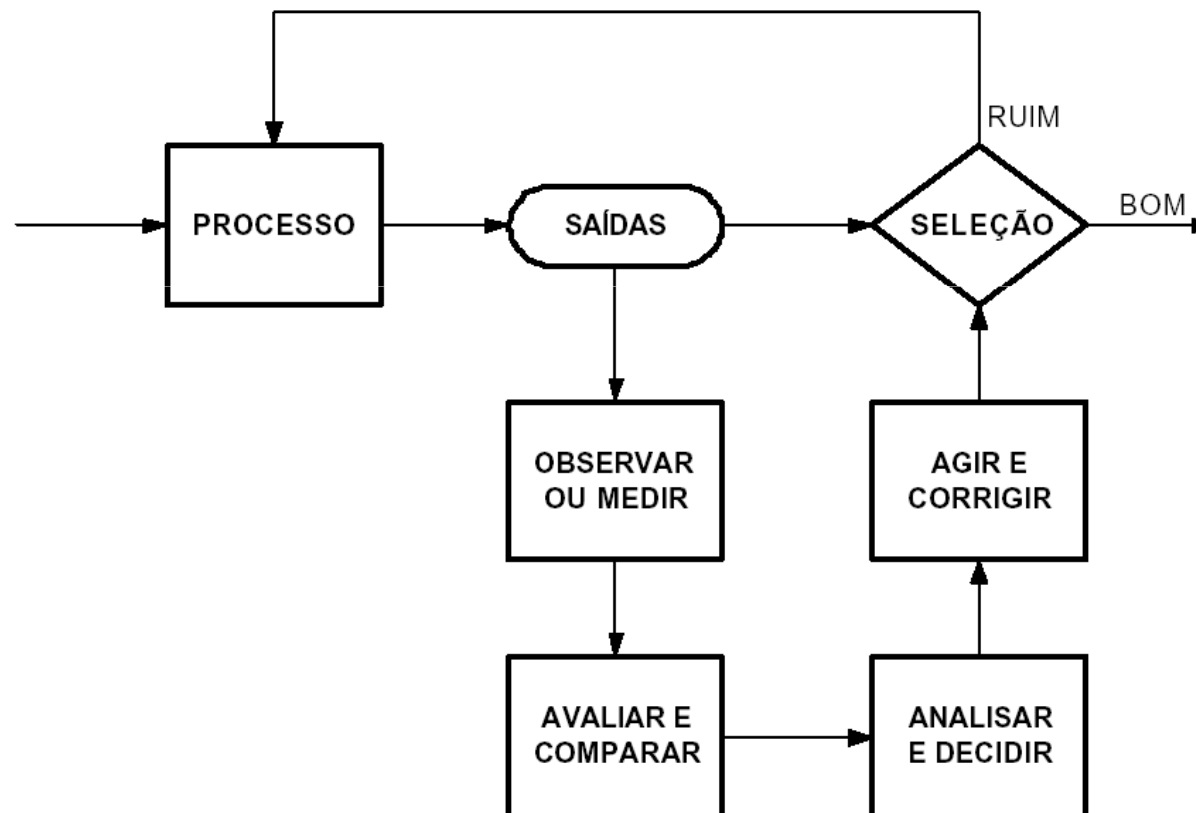 RUIM
PROCESSO
SAÍDAS
SELEÇÃO
BOM
OBSERVAR
OU MEDIR
AGIR E
CORRIGIR
AVALIAR E
COMPARAR
ANALISAR
E DECIDIR